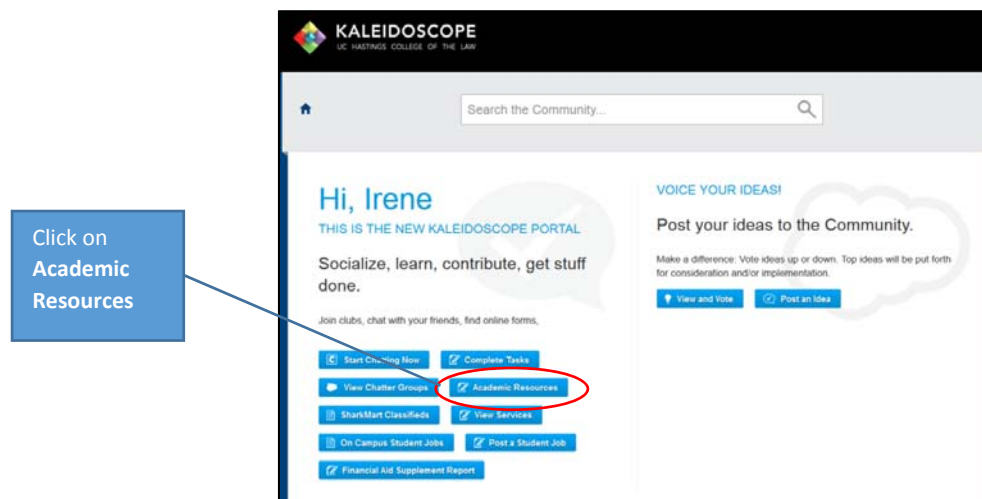 KALEIDOSCOPE
UC HASTINGS COLLEGE OF THE LAW
Search the Community...
Click on
Academic
Resources
Hi, Irene
THIS IS THE NEW KALEIDOSCOPE PORTAL
Socialize, learn, contribute, get stuff
done.
Join clubs, chat with your friends, find online forms,
Start Chatting Now
Complete Tasks
View Chatter Groups
Academic Resources
SharkMart Classifieds
View Services
On Campus Student Jobs
Post a Student Job
Financial Aid Supplement Report
VOICE YOUR IDEAS!
Post your ideas to the Community.
Make a difference: Vote ideas up or down. Top ideas will be put forth
for consideration and/or implementation.
View and Vote
Post an Idea